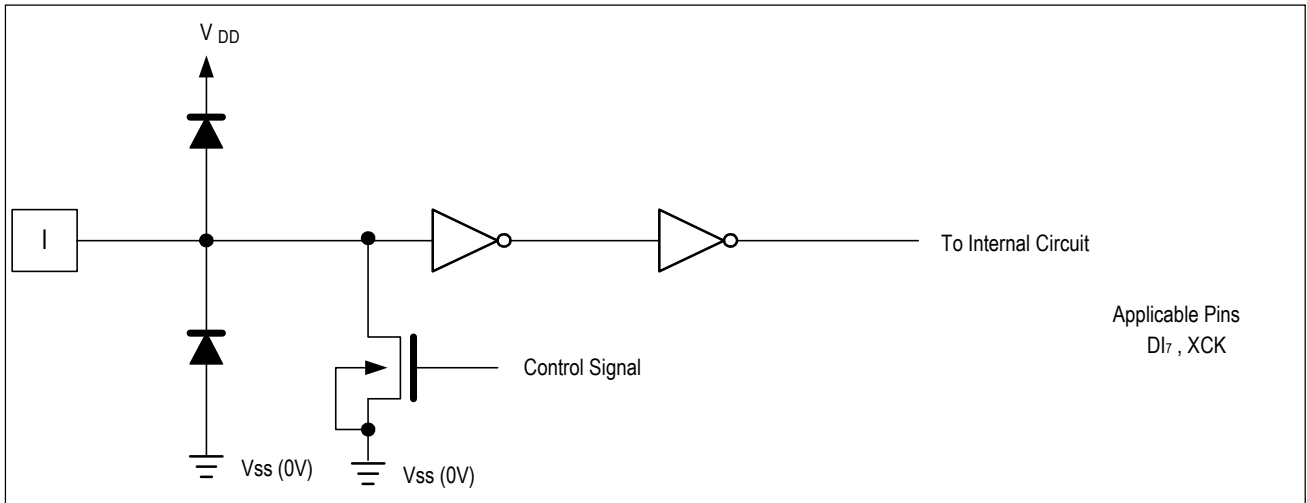 V DD
I
To Internal Circuit
Applicable Pins
DI₇ , XCK
Control Signal
Vss (0V)
Vss (0V)